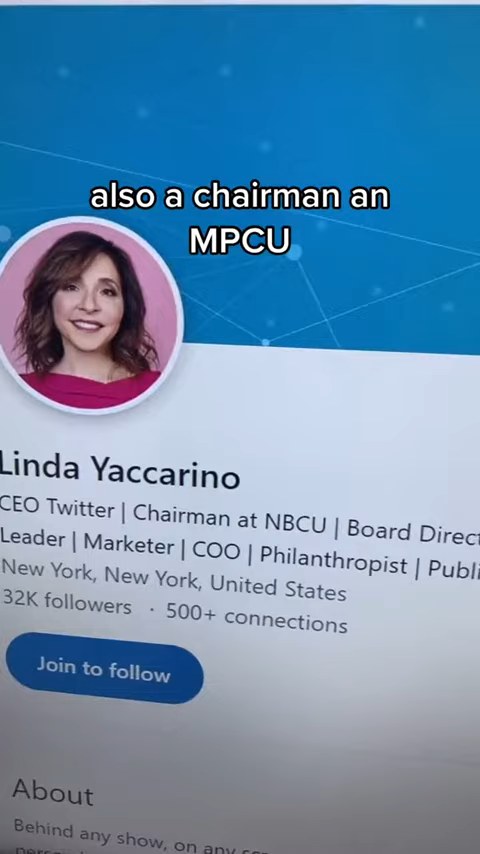 also a chairman an
MPCU
Linda Yaccarino
CEO Twitter | Chairman at NBCU | Board Direct
Leader | Marketer | COO | Philanthropist | Publi
New York, New York, United States
32K followers · 500+ connections
Join to follow
About
Behind any show, on any